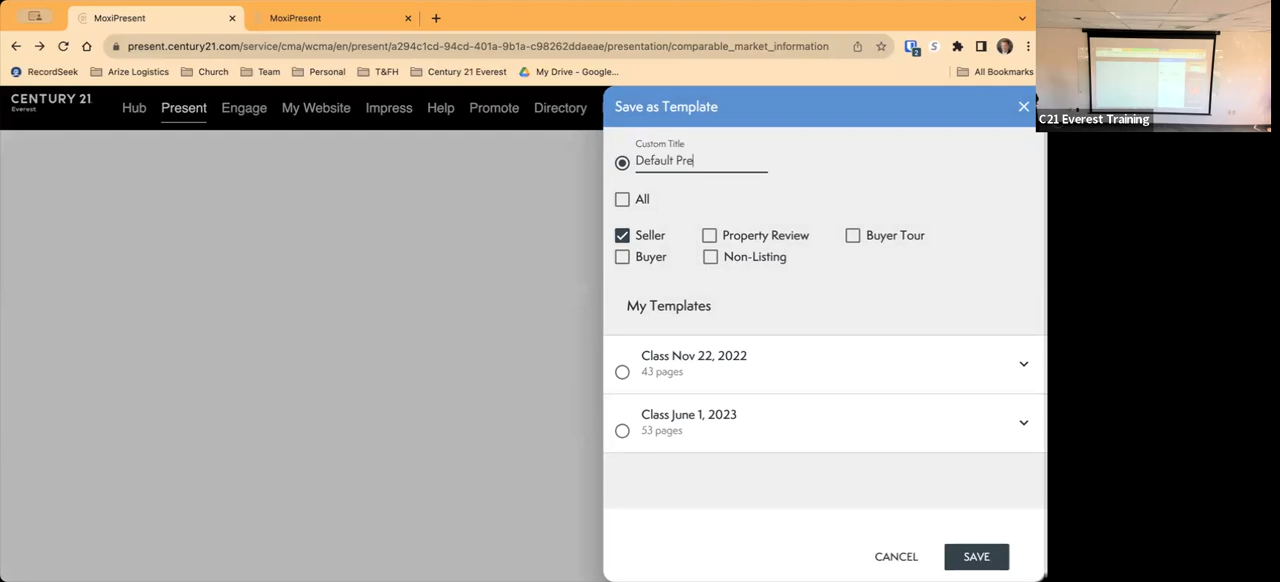 MoxiPresent
MoxiPresent
present.century21.com/service/cma/wcma/en/present/a294c1cd-94cd-401a-9b1a-c98262ddaeae/presentation/comparable_market_information
2
S
RecordSeek
Arize Logistics
Church
Team
Personal
T&FH
Century 21 Everest
My Drive - Google...
All Bookmarks
CENTURY 21.
Everest
Hub
Present
Engage
My Website
Impress
Help
Promote
Directory
Save as Template
C21 Everest Training
Custom Title
Default Pre
All
Seller
Property Review
Buyer Tour
Buyer
Non-Listing
My Templates
Class Nov 22, 2022
43 pages
Class June 1, 2023
53 pages
CANCEL
SAVE